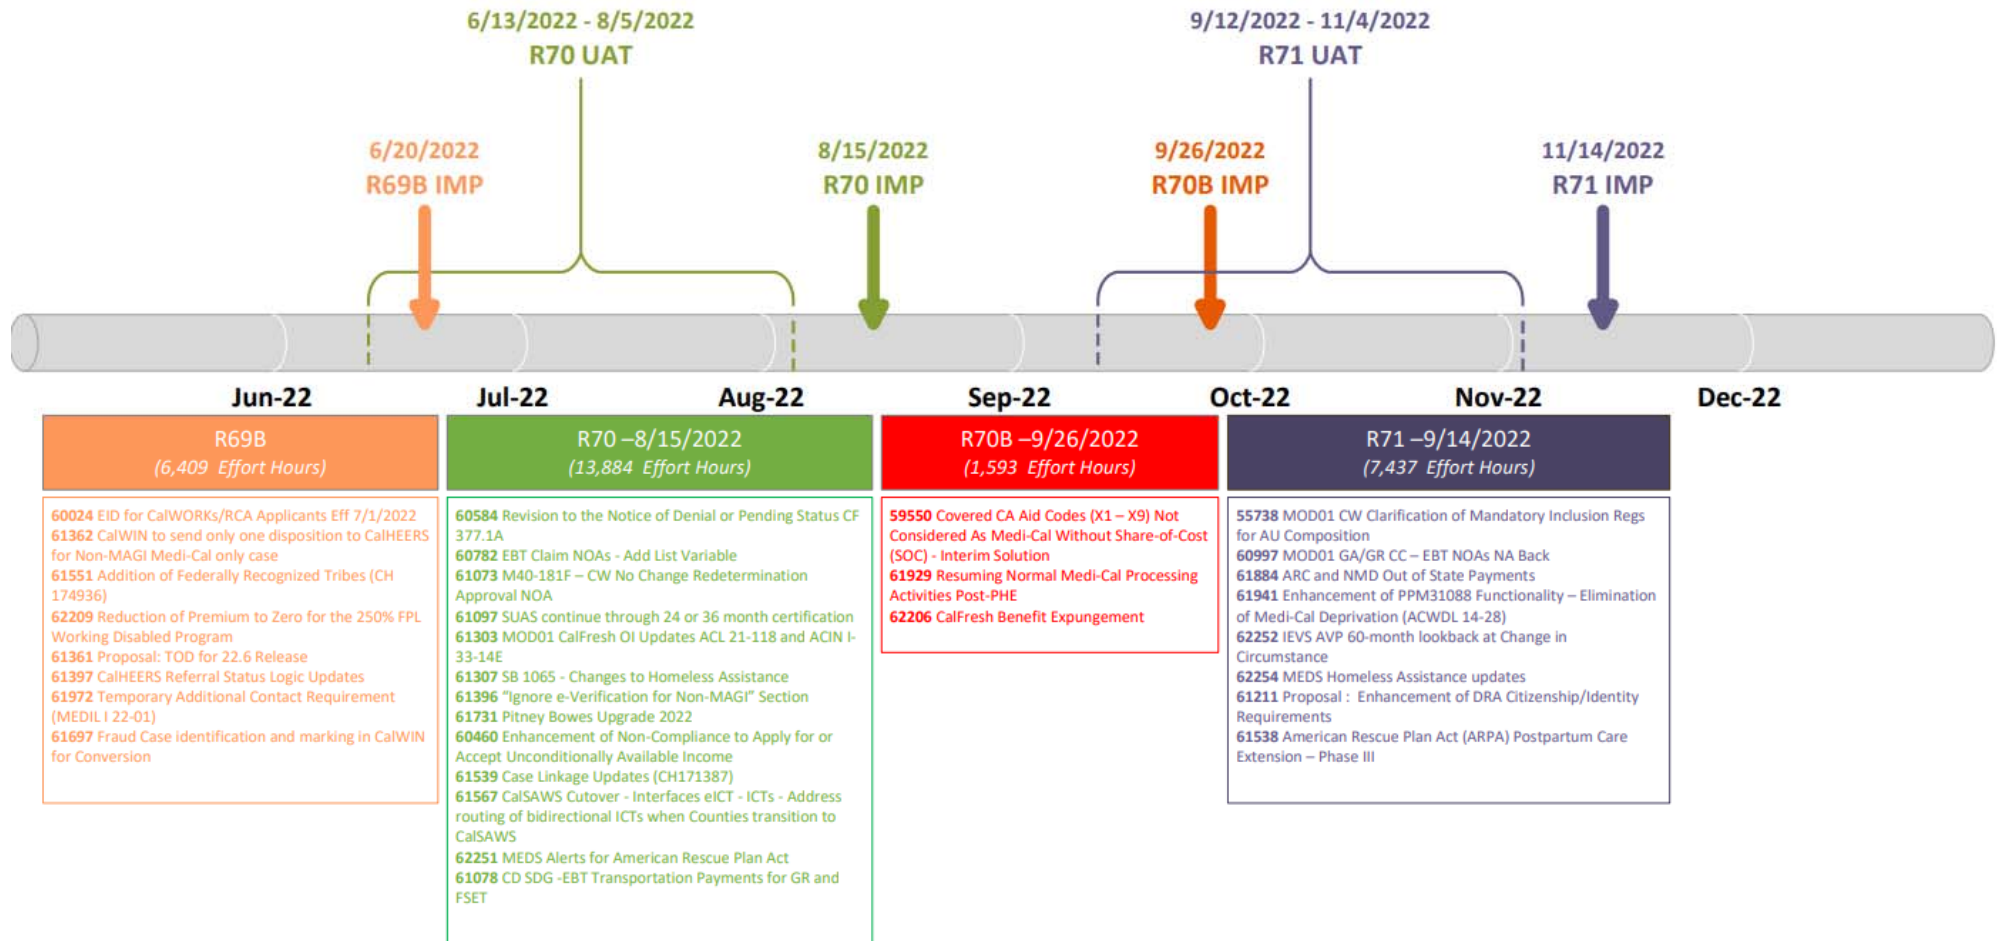 6/13/2022 - 8/5/2022
R70 UAT
9/12/2022 - 11/4/2022
R71 UAT
6/20/2022
R69B IMP
8/15/2022
R70 IMP
9/26/2022
R70B IMP
11/14/2022
R71 IMP
Jun-22
Jul-22
Aug-22
Sep-22
Oct-22
Nov-22
Dec-22
R69B
(6,409 Effort Hours)
60024 EID for CalWORKs/RCA Applicants Eff 7/1/2022
61362 CalWIN to send only one disposition to CalHEERS
for Non-MAGI Medi-Cal only case
61551 Addition of Federally Recognized Tribes (CH
174936)
62209 Reduction of Premium to Zero for the 250% FPL
Working Disabled Program
61361 Proposal: TOD for 22.6 Release
61397 CalHEERS Referral Status Logic Updates
61972 Temporary Additional Contact Requirement
(MEDIL I 22-01)
61697 Fraud Case identification and marking in CalWIN
for Conversion
R70 –8/15/2022
(13,884 Effort Hours)
60584 Revision to the Notice of Denial or Pending Status CF
377.1A
60782 EBT Claim NOAs - Add List Variable
61073 M40-181F – CW No Change Redetermination
Approval NOA
61097 SUAS continue through 24 or 36 month certification
61303 MOD01 CalFresh OI Updates ACL 21-118 and ACIN I-
33-14E
61307 SB 1065 - Changes to Homeless Assistance
61396 “Ignore e-Verification for Non-MAGI” Section
61731 Pitney Bowes Upgrade 2022
60460 Enhancement of Non-Compliance to Apply for or
Accept Unconditionally Available Income
61539 Case Linkage Updates (CH171387)
61567 CalSAWS Cutover - Interfaces eICT - ICTs - Address
routing of bidirectional ICTs when Counties transition to
CalSAWS
62251 MEDS Alerts for American Rescue Plan Act
61078 CD SDG -EBT Transportation Payments for GR and
FSET
R70B –9/26/2022
(1,593 Effort Hours)
59550 Covered CA Aid Codes (X1 – X9) Not
Considered As Medi-Cal Without Share-of-Cost
(SOC) - Interim Solution
61929 Resuming Normal Medi-Cal Processing
Activities Post-PHE
62206 CalFresh Benefit Expungement
R71 –9/14/2022
(7,437 Effort Hours)
55738 MOD01 CW Clarification of Mandatory Inclusion Regs
for AU Composition
60997 MOD01 GA/GR CC – EBT NOAs NA Back
61884 ARC and NMD Out of State Payments
61941 Enhancement of PPM31088 Functionality – Elimination
of Medi-Cal Deprivation (ACWDL 14-28)
62252 IEVS AVP 60-month lookback at Change in
Circumstance
62254 MEDS Homeless Assistance updates
61211 Proposal : Enhancement of DRA Citizenship/Identity
Requirements
61538 American Rescue Plan Act (ARPA) Postpartum Care
Extension – Phase III